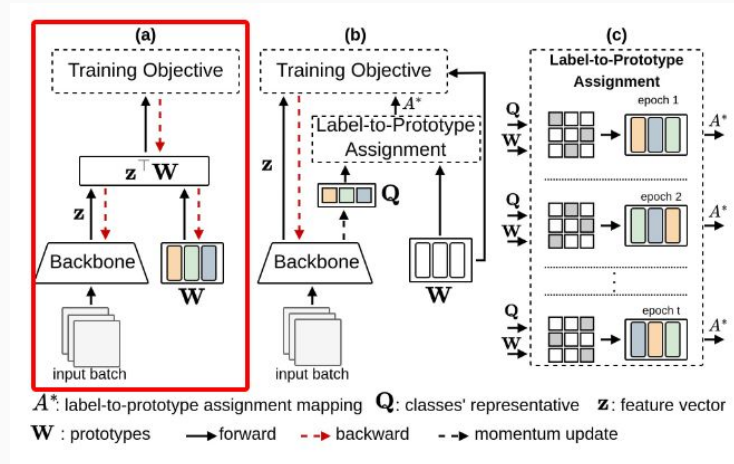 (a)
Training Objective
z⊤W
z
Backbone
W
input batch
(b)
Training Objective
A*
Label-to-Prototype
Assignment
z
Q
Backbone
W
input batch
(c)
Label-to-Prototype
Assignment
epoch 1
Q
W
A*
epoch 2
Q
W
A*
epoch t
Q
W
A*
A*: label-to-prototype assignment mapping Q: classes' representative z: feature vector
W : prototypes forward backward momentum update